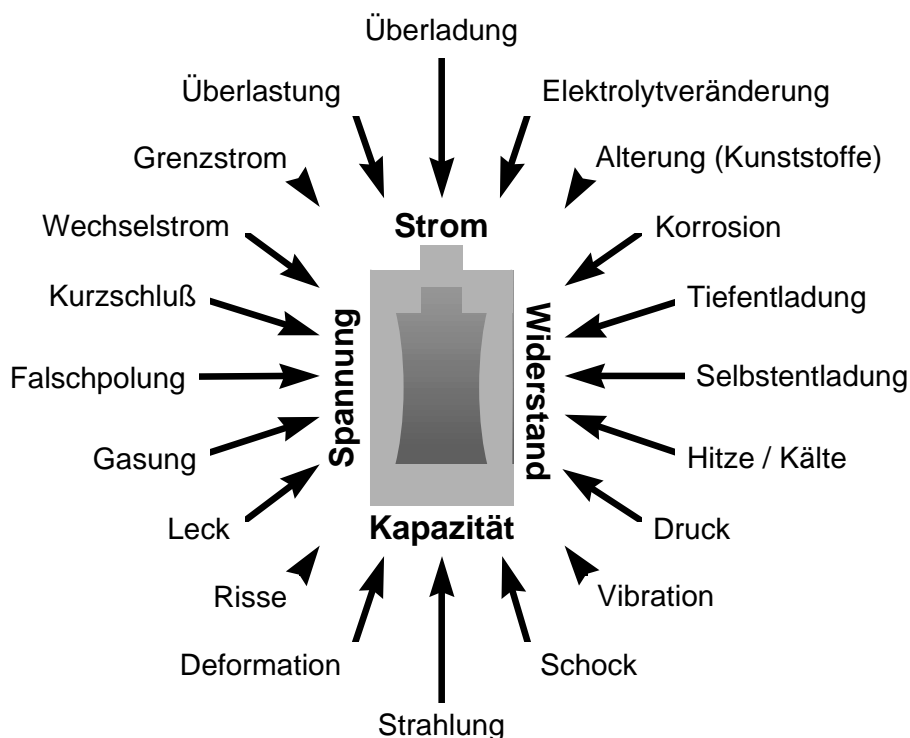 Überladung
Überlastung
Elektrolytveränderung
Grenzstrom
Alterung (Kunststoffe)
Wechselstrom
Strom
Korrosion
Kurzschluß
Tiefentladung
Spannung
Widerstand
Falschpolung
Selbstentladung
Gasung
Hitze / Kälte
Leck
Kapazität
Druck
Risse
Vibration
Deformation
Schock
Strahlung